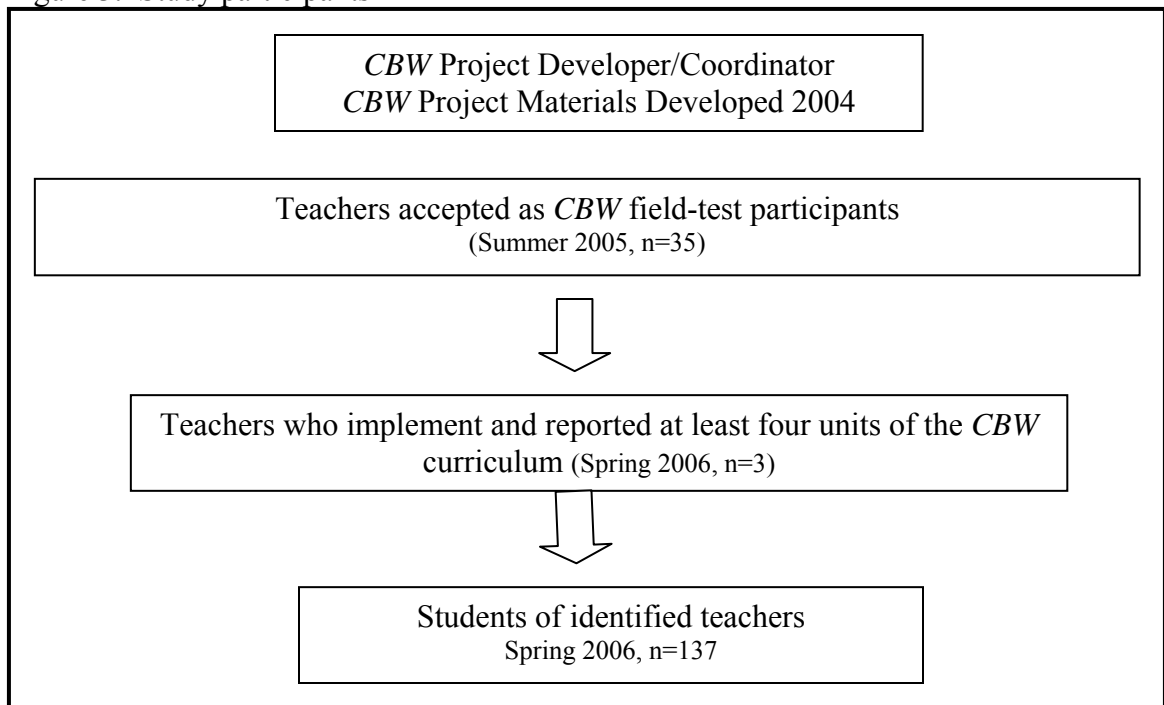 CBW Project Developer/Coordinator
CBW Project Materials Developed 2004
Teachers accepted as CBW field-test participants
(Summer 2005, n=35)
Teachers who implement and reported at least four units of the CBW
curriculum (Spring 2006, n=3)
Students of identified teachers
Spring 2006, n=137